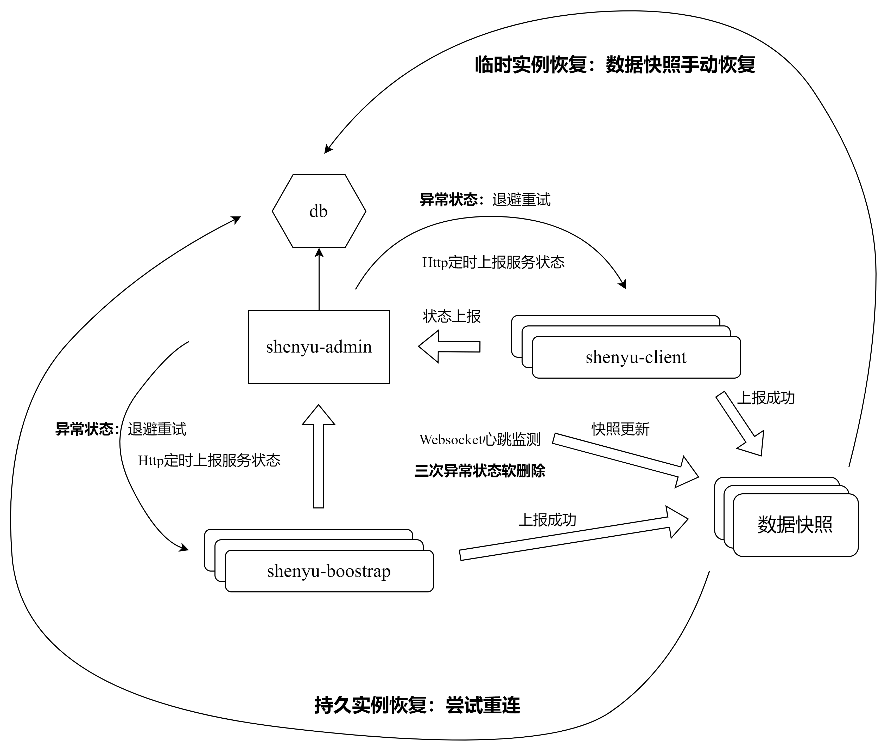 临时实例恢复：数据快照手动恢复
db
异常状态：退避重试
Http定时上报服务状态
状态上报
shenyu-admin
shenyu-client
上报成功
异常状态：退避重试
Http定时上报服务状态
Websocket心跳监测
快照更新
三次异常状态软删除
上报成功
数据快照
shenyu-boostrap
持久实例恢复：尝试重连